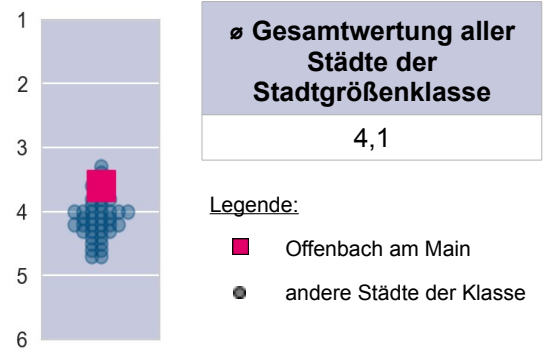 1
2
3
4
5
6
ø Gesamtwertung aller
Städte der
Stadtgrößenklasse
4,1
Legende:
Offenbach am Main
andere Städte der Klasse